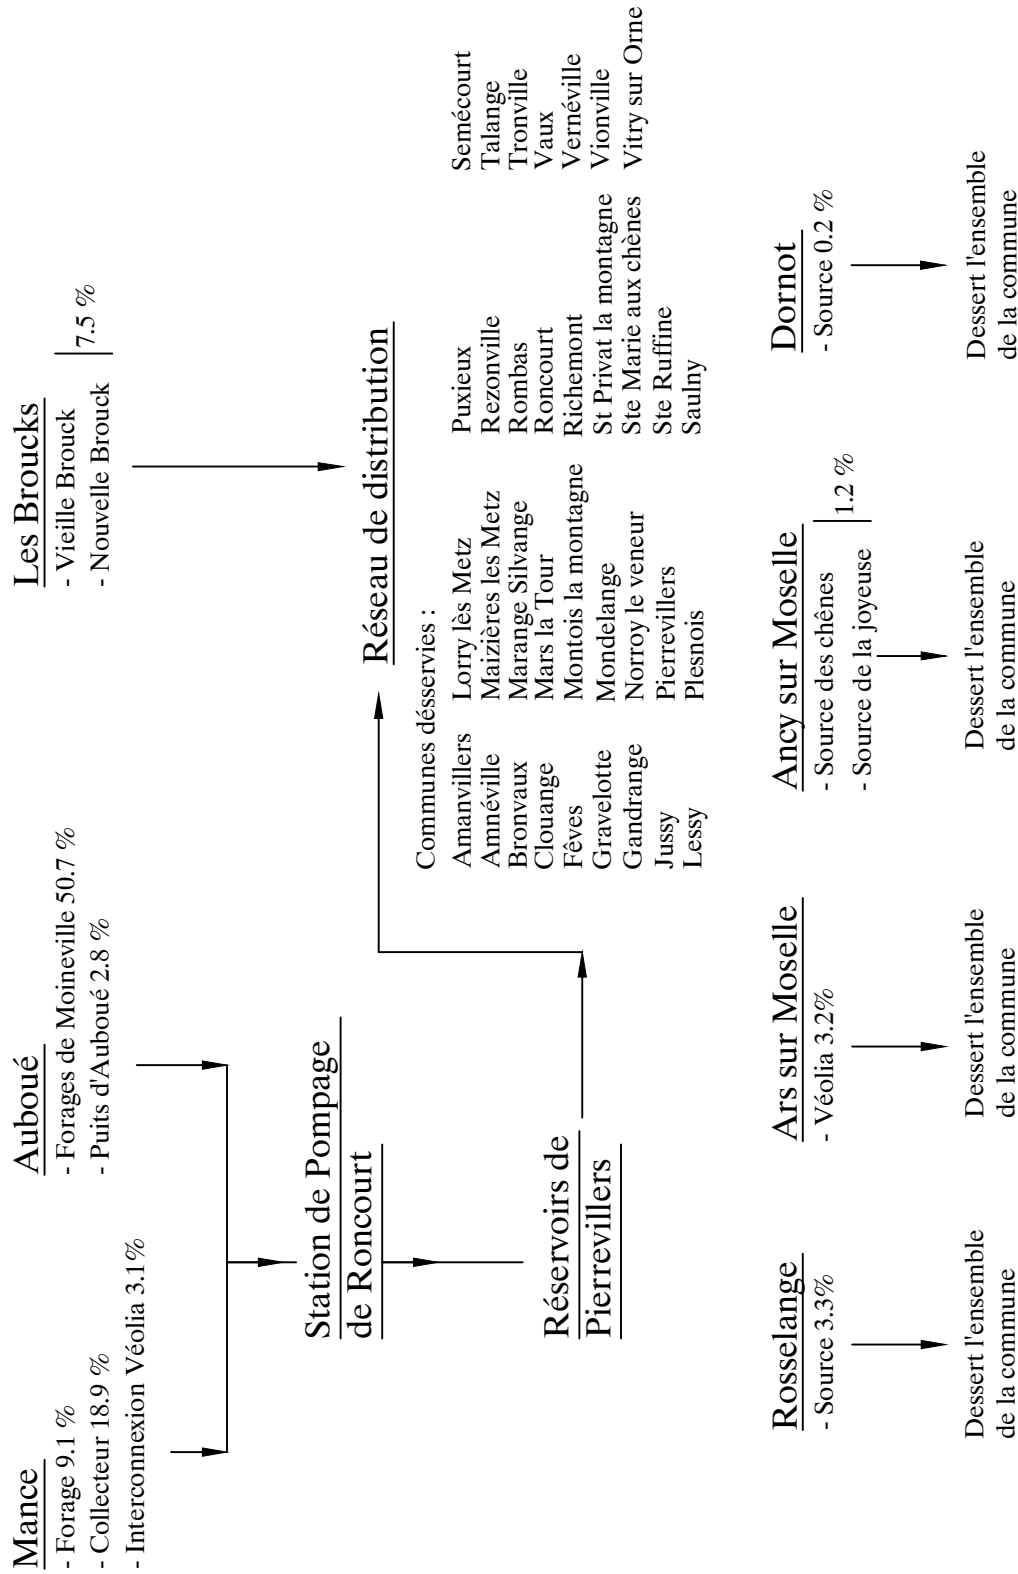 Mance
- Forage 9.1 %
- Collecteur 18.9 %
- Interconnexion Véolia 3.1%
Auboué
- Forages de Moineville 50.7 %
- Puits d'Auboué 2.8 %
Les Broucks
- Vieille Brouck
- Nouvelle Brouck
7.5 %
Station de Pompage
de Roncourt
Réservoirs de
Pierrevillers
Réseau de distribution
Communes désservies :
Amanvillers
Amnéville
Bronvaux
Clouange
Fêves
Gravelotte
Gandrange
Jussy
Lessy
Lorry lès Metz
Maizières les Metz
Marange Silvange
Mars la Tour
Montois la montagne
Mondelange
Norroy le veneur
Pierrevillers
Plesnois
Puxieux
Rezonville
Rombas
Roncourt
Richemont
St Privat la montagne
Ste Marie aux chènes
Ste Ruffine
Saulny
Semécourt
Talange
Tronville
Vaux
Vernéville
Vionville
Vitry sur Orne
Rosselange
- Source 3.3%
Dessert l'ensemble
de la commune
Ars sur Moselle
- Véolia 3.2%
Dessert l'ensemble
de la commune
Ancy sur Moselle
- Source des chênes
- Source de la joyeuse
1.2 %
Dessert l'ensemble
de la commune
Dornot
- Source 0.2 %
Dessert l'ensemble
de la commune